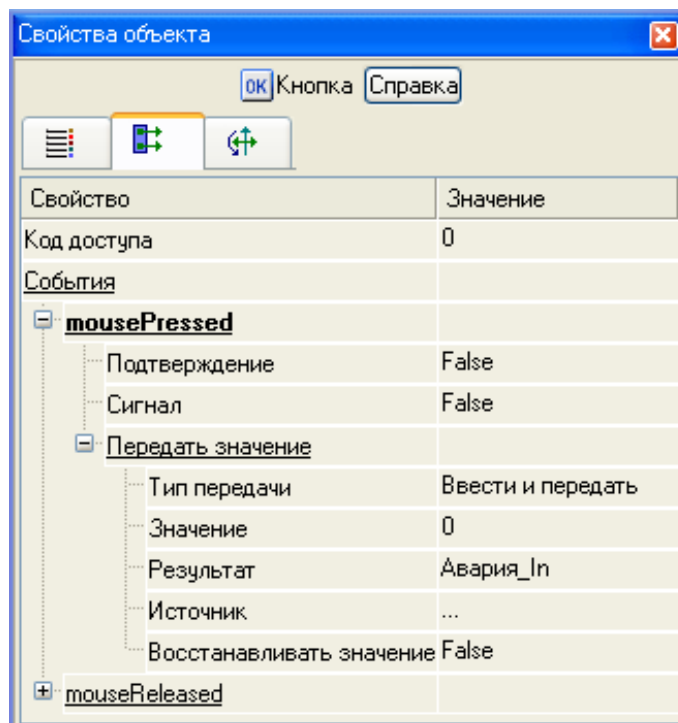 Свойства объекта
ОК Кнопка Справка
Свойство Значение
Код доступа 0
События
mousePressed
Подтверждение False
Сигнал False
Передать значение
Тип передачи Ввести и передать
Значение 0
Результат Авария_In
Источник ...
Восстанавливать значение False
mouseReleased